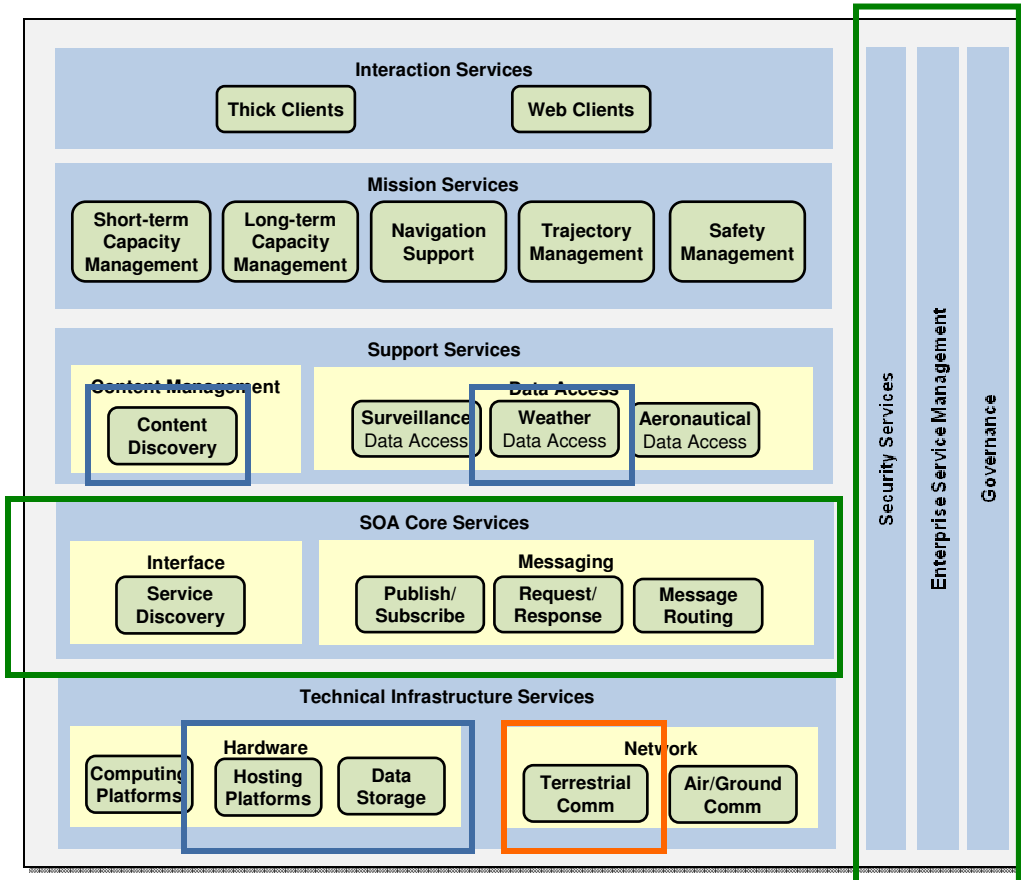 Interaction Services
Thick Clients
Web Clients
Mission Services
Short-term
Capacity
Management
Long-term
Capacity
Management
Navigation
Support
Trajectory
Management
Safety
Management
Support Services
Content Management
Content
Discovery
Data Access
Surveillance
Data Access
Weather
Data Access
Aeronautical
Data Access
SOA Core Services
Interface
Service
Discovery
Messaging
Publish/
Subscribe
Request/
Response
Message
Routing
Technical Infrastructure Services
Hardware
Computing
Platforms
Hosting
Platforms
Data
Storage
Network
Terrestrial
Comm
Air/Ground
Comm
Security Services
Enterprise Service Management
Governance